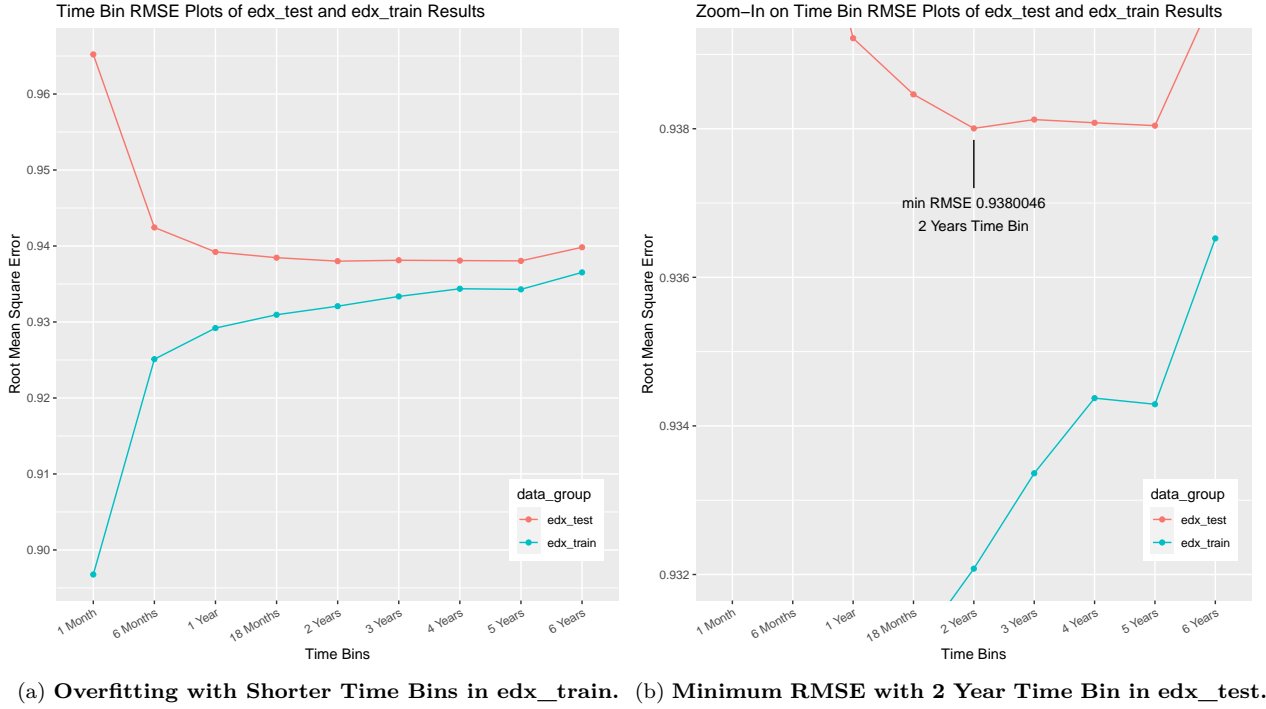 Time Bin RMSE Plots of edx_test and edx_train Results
Root Mean Square Error
0.96
0.95
0.94
0.93
0.92
0.91
0.90
data_group
edx_test
edx_train
1 Month
6 Months
1 Year
18 Months
2 Years
3 Years
4 Years
5 Years
6 Years
Time Bins
(a) Overfitting with Shorter Time Bins in edx_train.
Zoom−In on Time Bin RMSE Plots of edx_test and edx_train Results
Root Mean Square Error
0.938
0.936
0.934
0.932
min RMSE 0.9380046
2 Years Time Bin
data_group
edx_test
edx_train
1 Month
6 Months
1 Year
18 Months
2 Years
3 Years
4 Years
5 Years
6 Years
Time Bins
(b) Minimum RMSE with 2 Year Time Bin in edx_test.